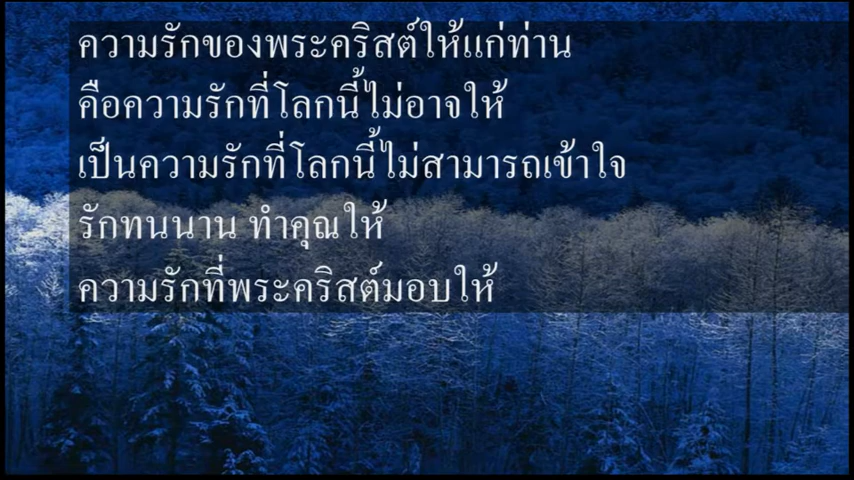 ความรักของพระคริสต์ให้แก่ท่าน
คือความรักที่โลกนี้ไม่อาจให้
เป็นความรักที่โลกนี้ไม่สามารถเข้าใจ
รักทนนาน ทำคุณให้
ความรักที่พระคริสต์มอบให้